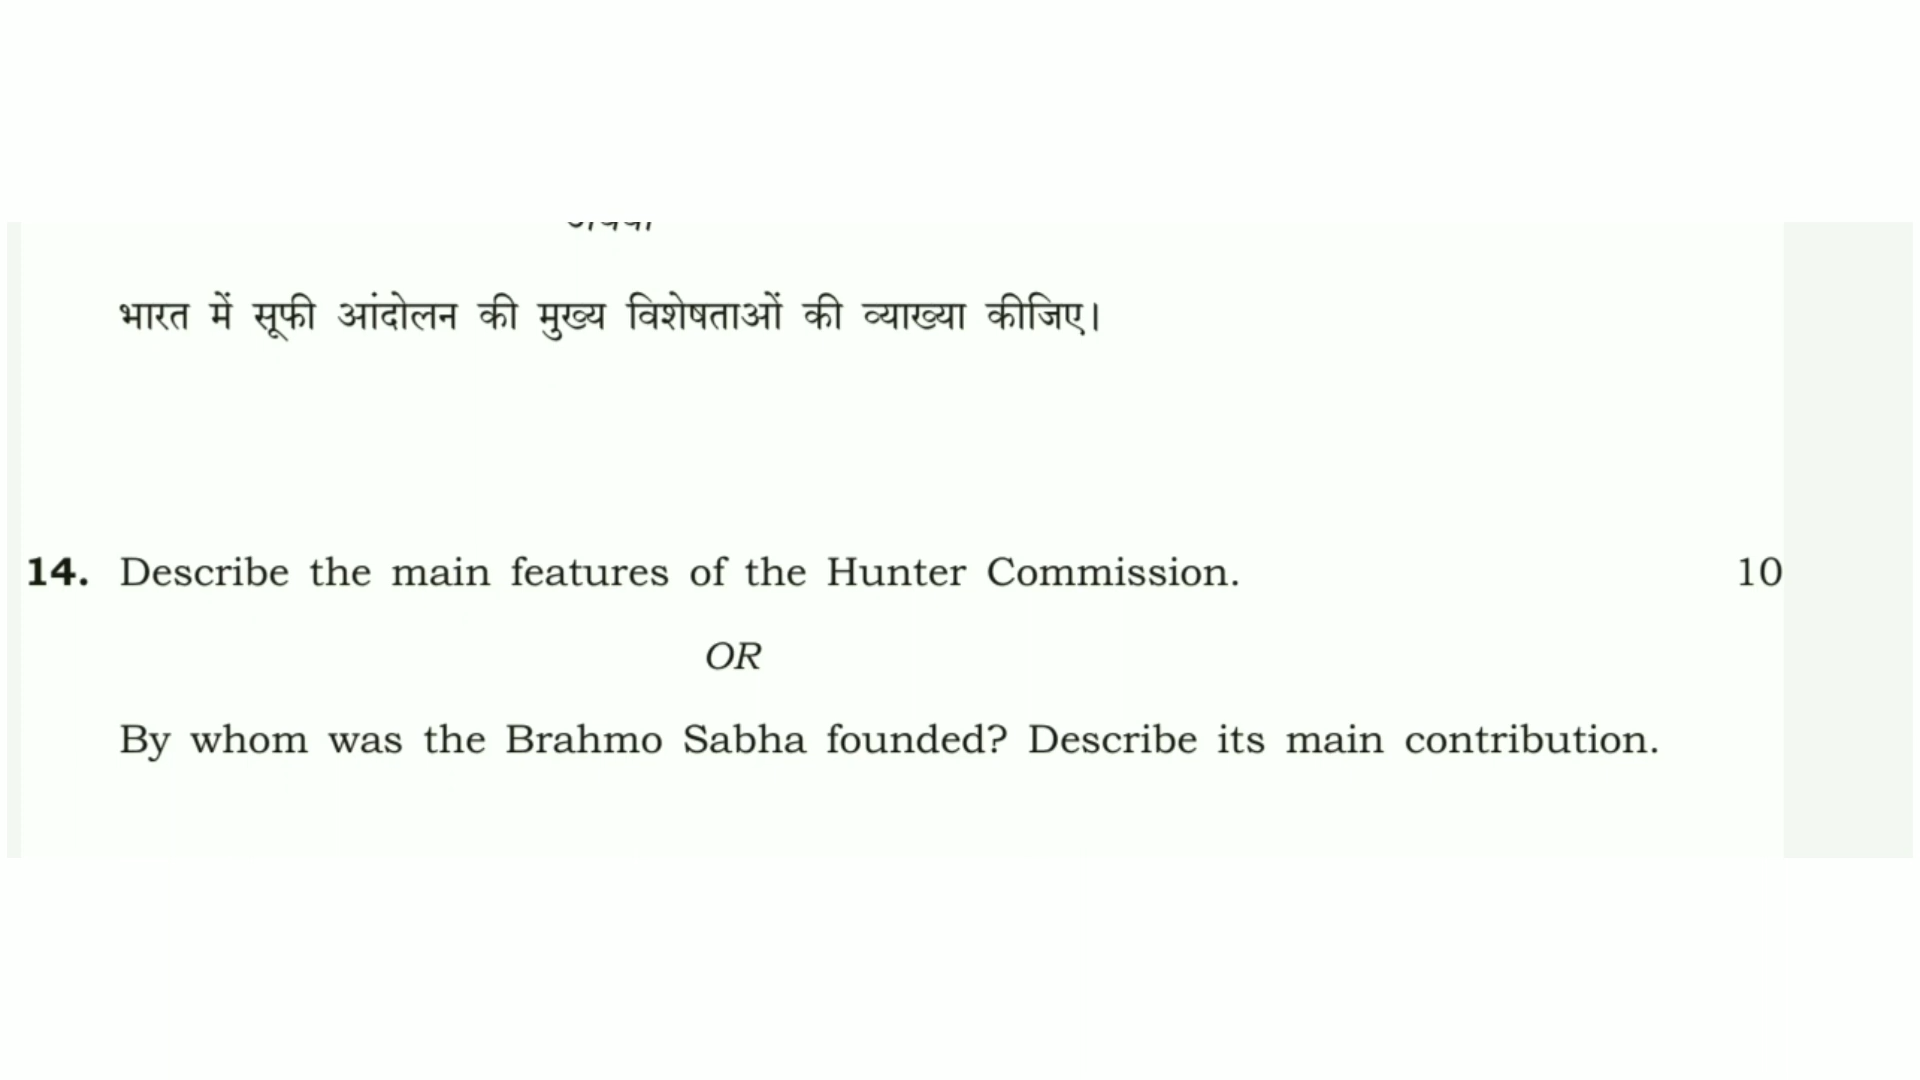 भारत में सूफी आंदोलन की मुख्य विशेषताओं की व्याख्या कीजिए।
14. Describe the main features of the Hunter Commission. 10
OR
By whom was the Brahmo Sabha founded? Describe its main contribution.